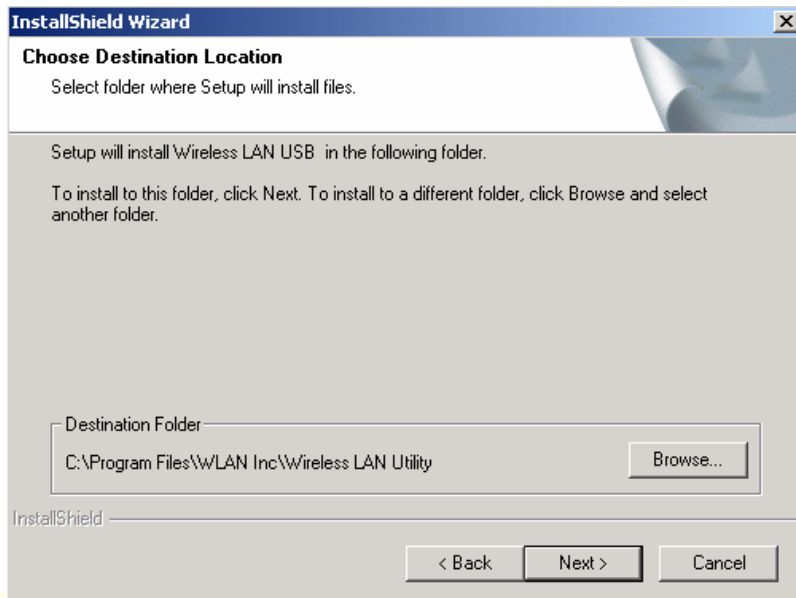 InstallShield Wizard
Choose Destination Location
Select folder where Setup will install files.
Setup will install Wireless LAN USB in the following folder.
To install to this folder, click Next. To install to a different folder, click Browse and select
another folder.
Destination Folder
C:\Program Files\WLAN Inc\Wireless LAN Utility
Browse...
InstallShield
< Back
Next >
Cancel